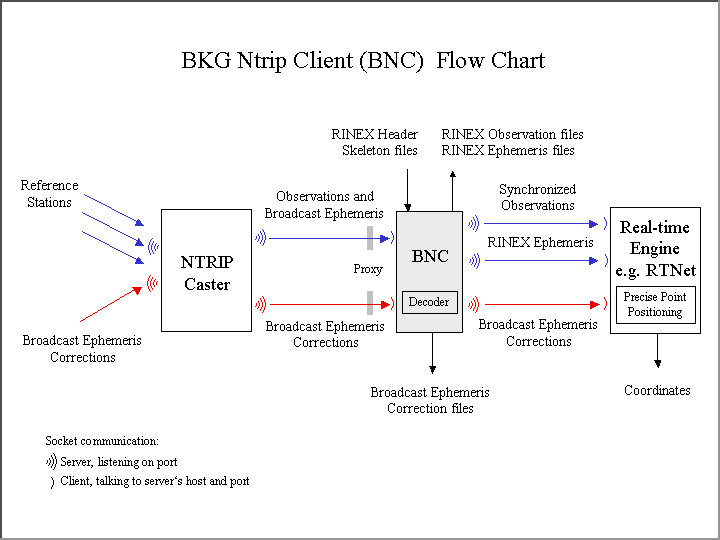 BKG Ntrip Client (BNC)  Flow Chart
RINEX Header
Skeleton files
RINEX Observation files
RINEX Ephemeris files
Reference
Stations
Observations and
Broadcast Ephemeris
Synchronized
Observations
NTRIP
Caster
Proxy
BNC
Decoder
RINEX Ephemeris
Real-time
Engine
e.g. RTNet
Precise Point
Positioning
Broadcast Ephemeris
Corrections
Broadcast Ephemeris
Corrections
Broadcast Ephemeris
Corrections
Broadcast Ephemeris
Correction files
Coordinates
Socket communication:
Server, listening on port
Client, talking to server‘s host and port